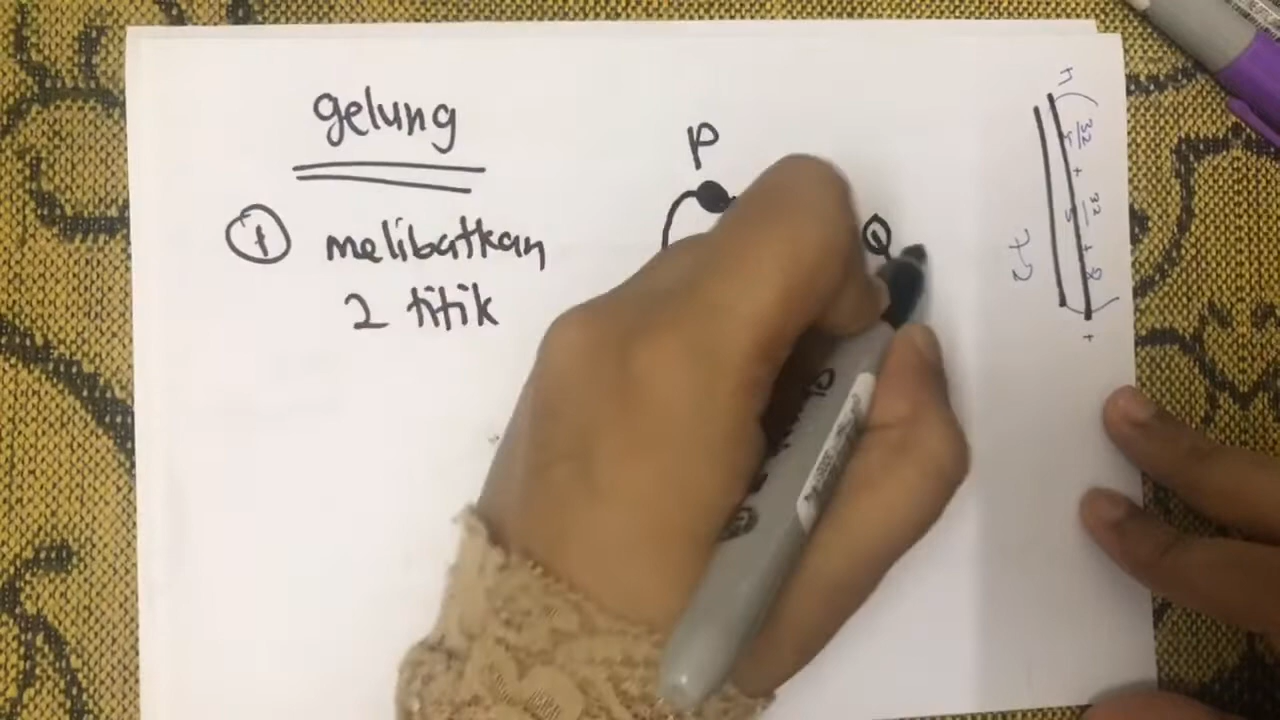 gelung
1 melibatkan
2 titik
P
Q